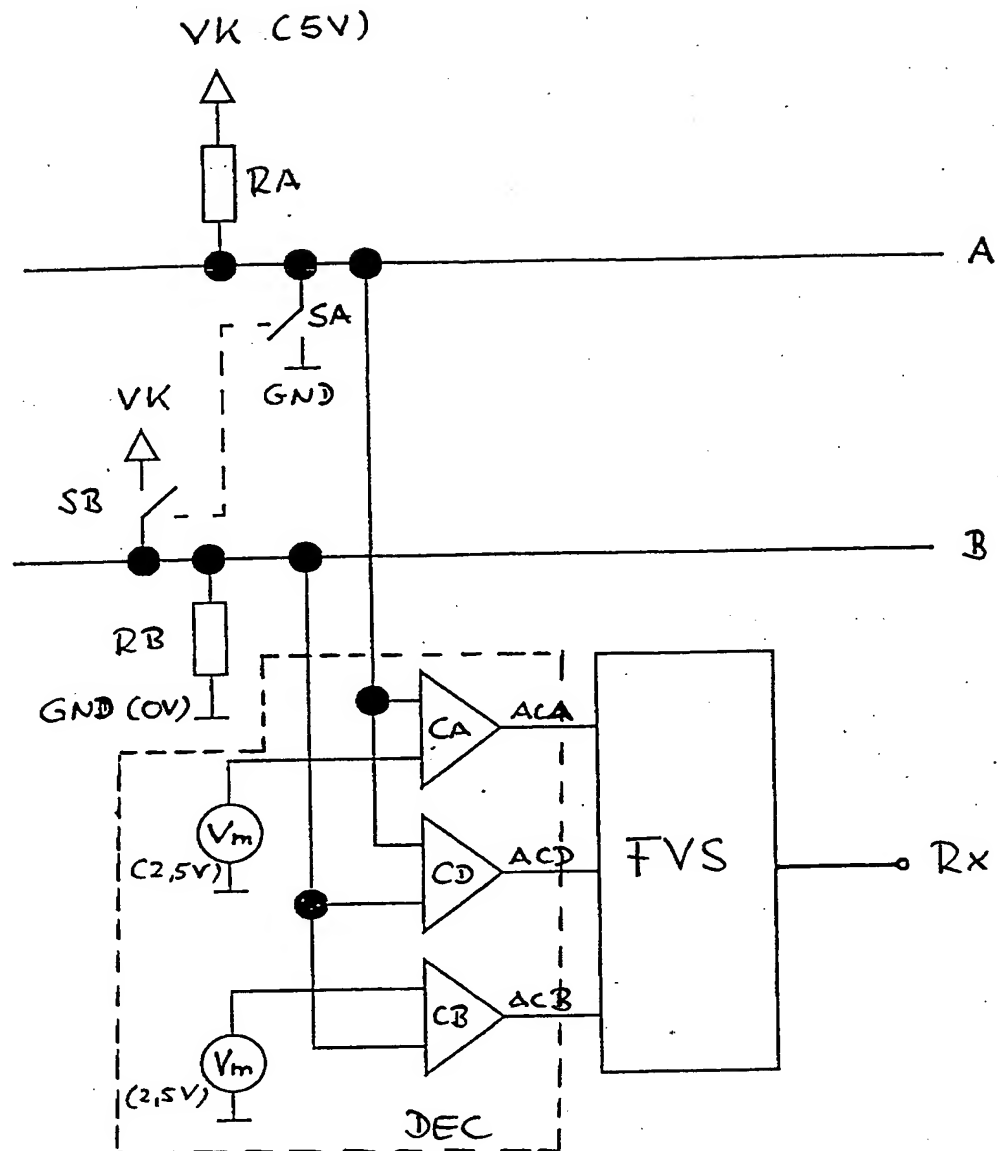 VK (5V)
RA
A
SA
GND
VK
SB
B
RB
GND (0V)
CA
ACA
Vm
(2,5V)
CD
ACD
FVS
Rx
CB
ACB
Vm
(2,5V)
DEC